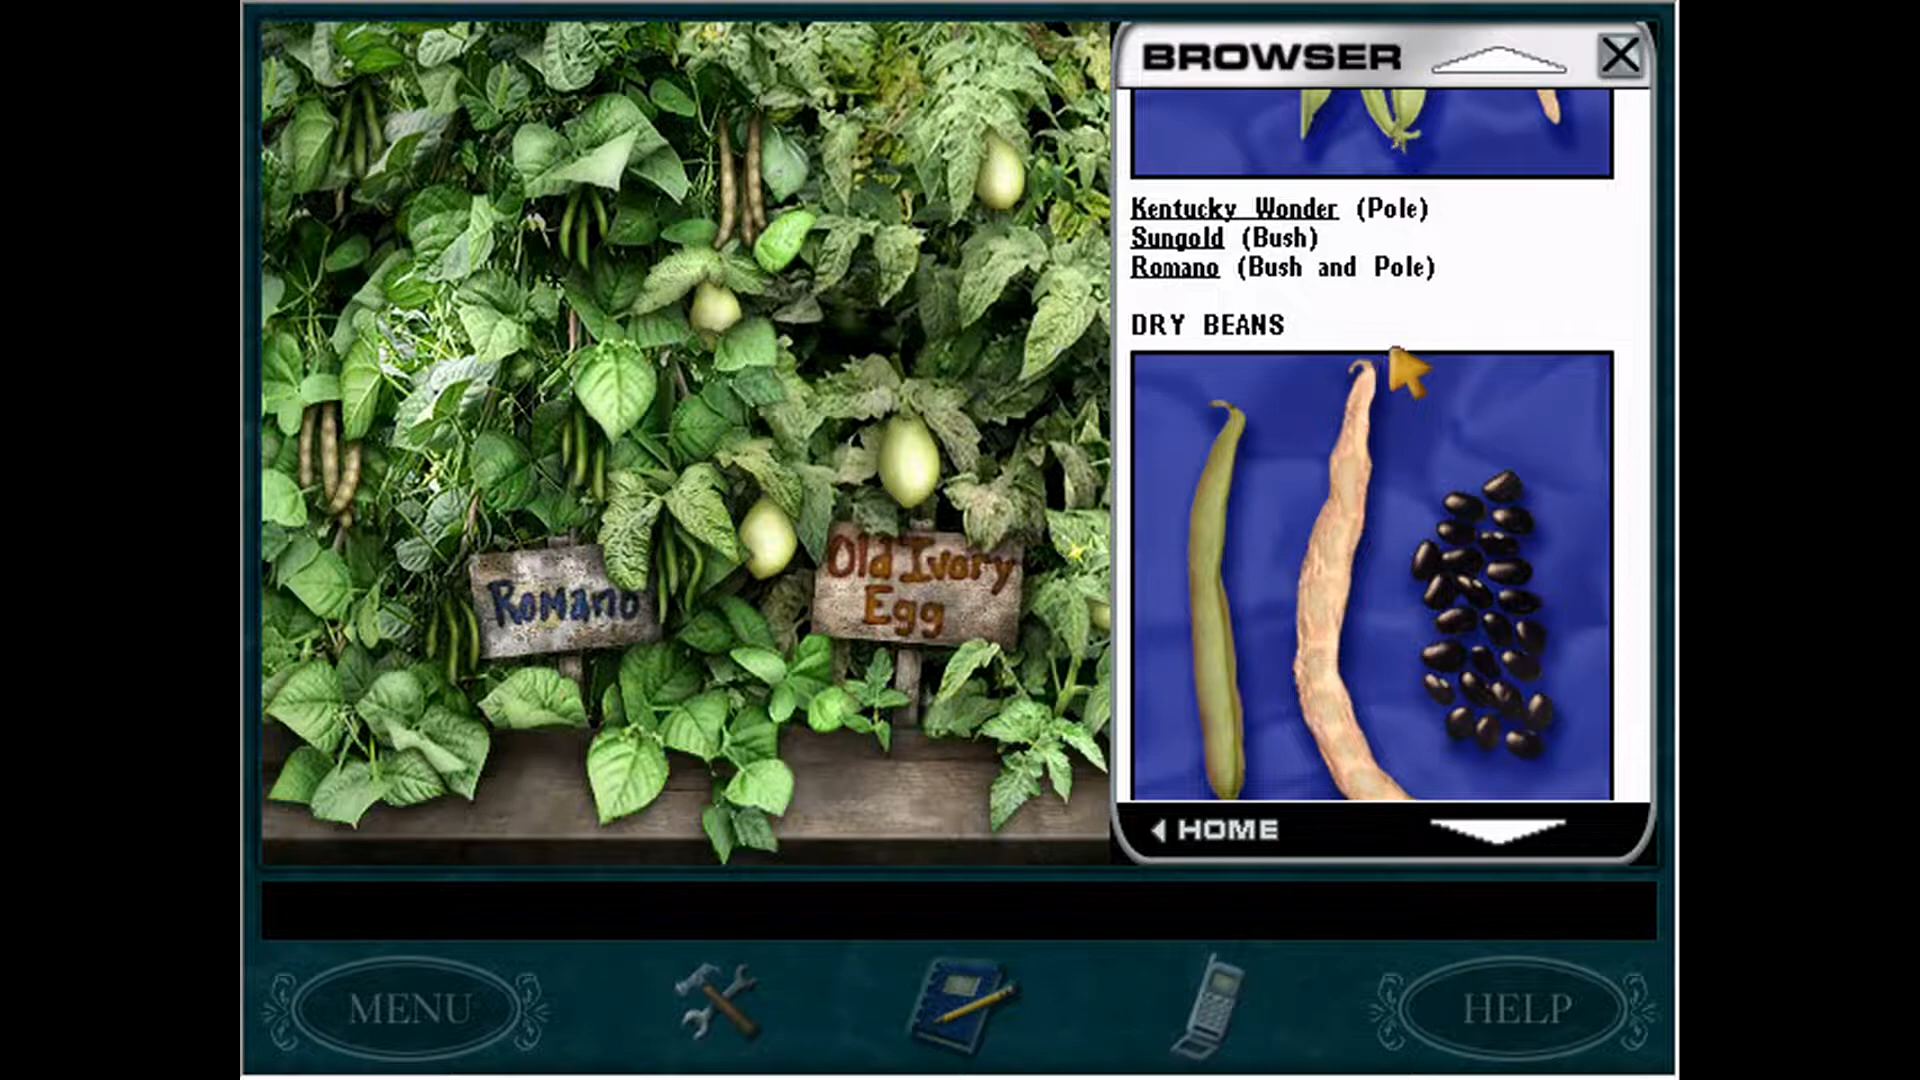 BROWSER
Kentucky Wonder (Pole)
Sungold (Bush)
Romano (Bush and Pole)
DRY BEANS
Romano
Old Ivory
Egg
HOME
MENU
HELP